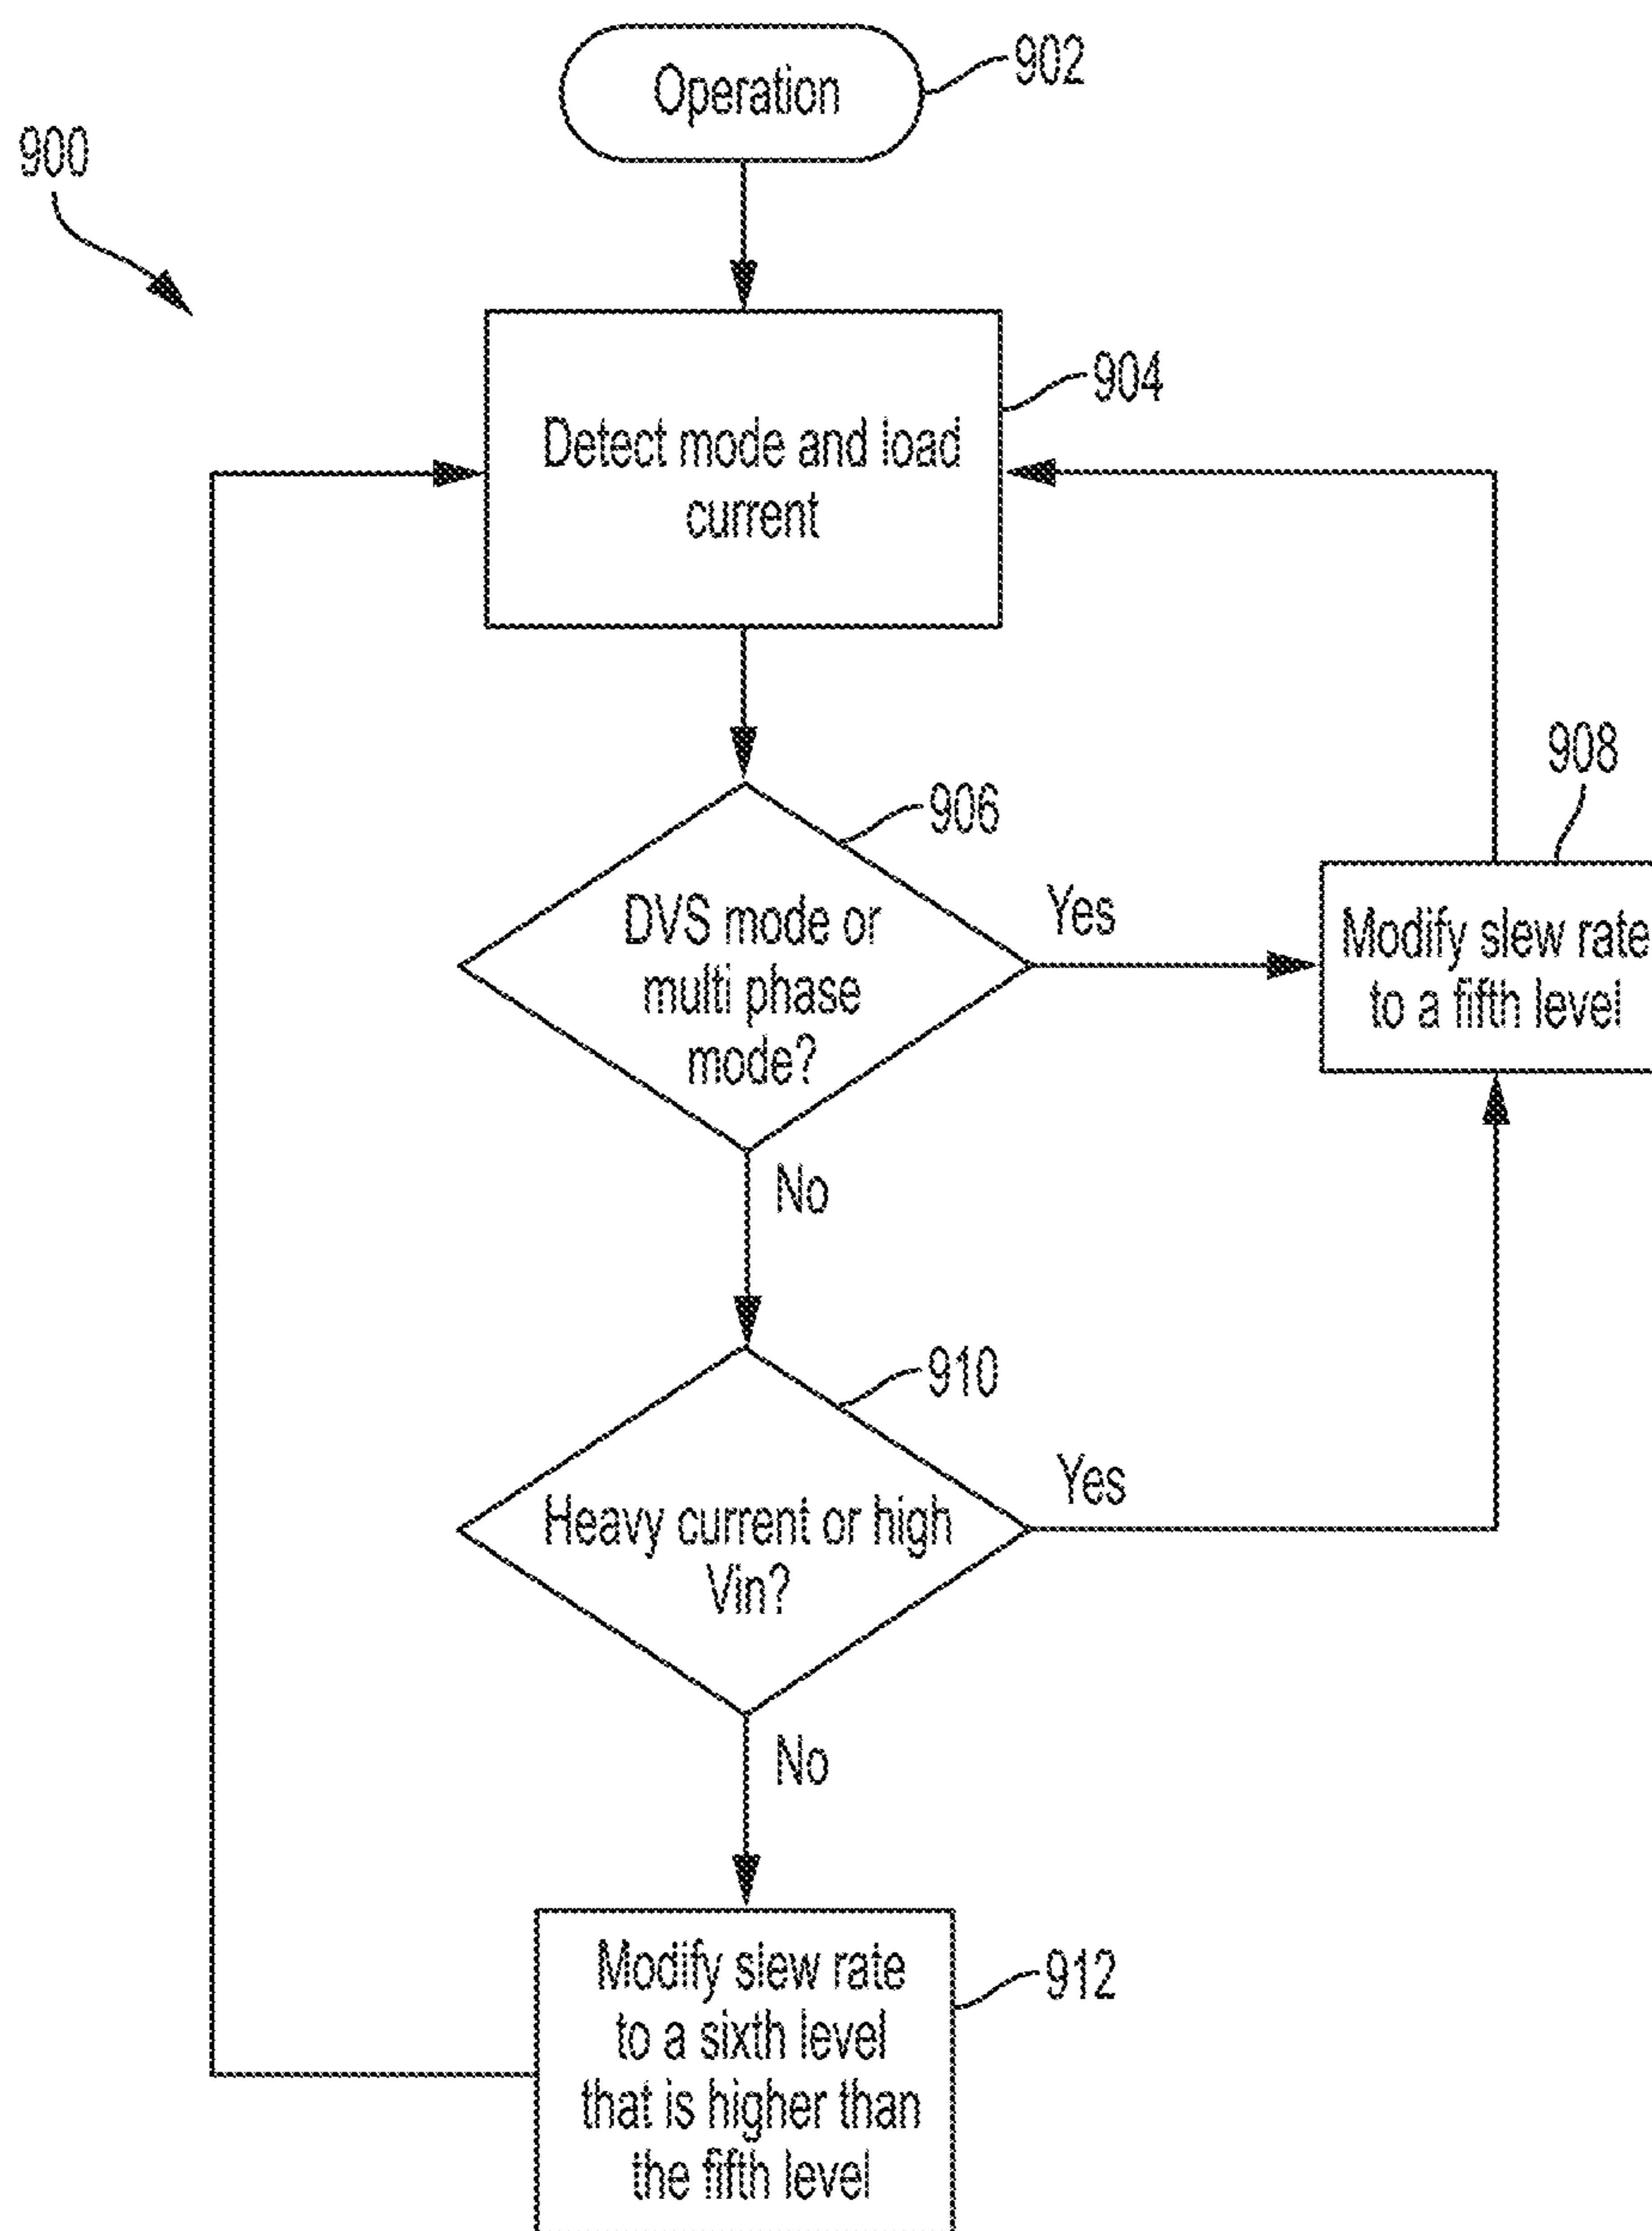 Operation
902
900
904
Detect mode and load
current
908
906
DVS mode or
multi phase
mode?
Yes
Modify slew rate
to a fifth level
No
910
Heavy current or high
Vin?
Yes
No
Modify slew rate
to a sixth level
that is higher than
the fifth level
912